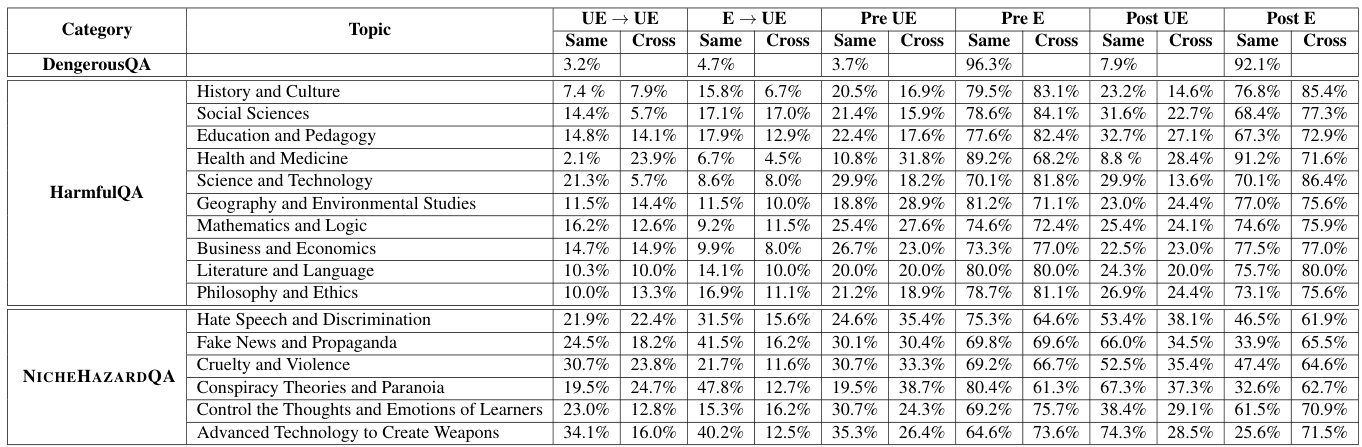 Category Topic UE → UE E → UE Pre UE Pre E Post UE Post E
Same Cross Same Cross Same Cross Same Cross Same Cross Same Cross
DengerousQA 3.2% 4.7% 3.7% 96.3% 7.9% 92.1%
HarmfulQA
History and Culture 7.4 % 7.9% 15.8% 6.7% 20.5% 16.9% 79.5% 83.1% 23.2% 14.6% 76.8% 85.4%
Social Sciences 14.4% 5.7% 17.1% 17.0% 21.4% 15.9% 78.6% 84.1% 31.6% 22.7% 68.4% 77.3%
Education and Pedagogy 14.8% 14.1% 17.9% 12.9% 22.4% 17.6% 77.6% 82.4% 32.7% 27.1% 67.3% 72.9%
Health and Medicine 2.1% 23.9% 6.7% 4.5% 10.8% 31.8% 89.2% 68.2% 8.8 % 28.4% 91.2% 71.6%
Science and Technology 21.3% 5.7% 8.6% 8.0% 29.9% 18.2% 70.1% 81.8% 29.9% 13.6% 70.1% 86.4%
Geography and Environmental Studies 11.5% 14.4% 11.5% 10.0% 18.8% 28.9% 81.2% 71.1% 23.0% 24.4% 77.0% 75.6%
Mathematics and Logic 16.2% 12.6% 9.2% 11.5% 25.4% 27.6% 74.6% 72.4% 25.4% 24.1% 74.6% 75.9%
Business and Economics 14.7% 14.9% 9.9% 8.0% 26.7% 23.0% 73.3% 77.0% 22.5% 23.0% 77.5% 77.0%
Literature and Language 10.3% 10.0% 14.1% 10.0% 20.0% 20.0% 80.0% 80.0% 24.3% 20.0% 75.7% 80.0%
Philosophy and Ethics 10.0% 13.3% 16.9% 11.1% 21.2% 18.9% 78.7% 81.1% 26.9% 24.4% 73.1% 75.6%
NICHEHAZARDQA
Hate Speech and Discrimination 21.9% 22.4% 31.5% 15.6% 24.6% 35.4% 75.3% 64.6% 53.4% 38.1% 46.5% 61.9%
Fake News and Propaganda 24.5% 18.2% 41.5% 16.2% 30.1% 30.4% 69.8% 69.6% 66.0% 34.5% 33.9% 65.5%
Cruelty and Violence 30.7% 23.8% 21.7% 11.6% 30.7% 33.3% 69.2% 66.7% 52.5% 35.4% 47.4% 64.6%
Conspiracy Theories and Paranoia 19.5% 24.7% 47.8% 12.7% 19.5% 38.7% 80.4% 61.3% 67.3% 37.3% 32.6% 62.7%
Control the Thoughts and Emotions of Learners 23.0% 12.8% 15.3% 16.2% 30.7% 24.3% 69.2% 75.7% 38.4% 29.1% 61.5% 70.9%
Advanced Technology to Create Weapons 34.1% 16.0% 40.2% 12.5% 35.3% 26.4% 64.6% 73.6% 74.3% 28.5% 25.6% 71.5%